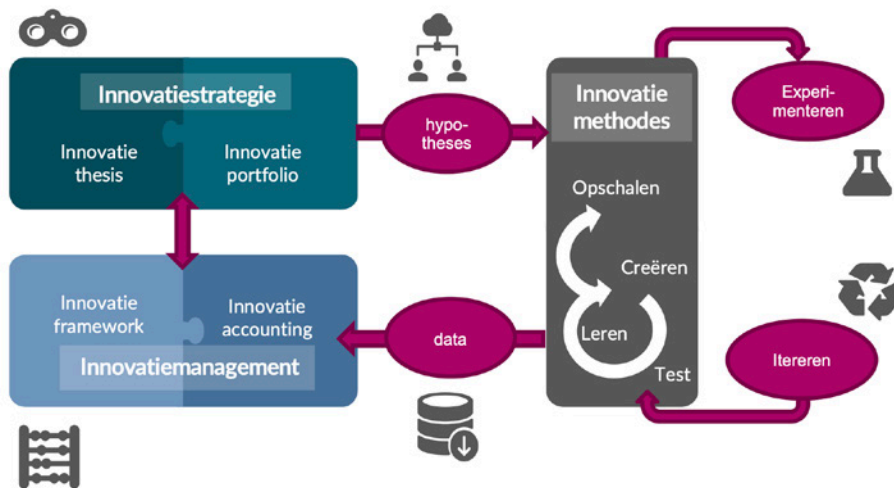 Innovatiestrategie
Innovatie
thesis
Innovatie
portfolio
hypo-
theses
Innovatie
methodes
Experi-
menteren
Opschalen
Creëren
Leren
Test
Innovatie
framework
Innovatie
accounting
Innovatiemanagement
data
Itereren